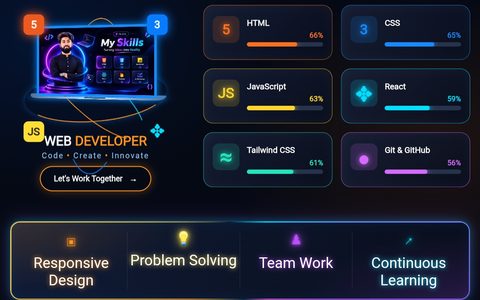 5
3
My Skills
JS
WEB DEVELOPER
Code • Create • Innovate
Let's Work Together →
HTML
5
66%
CSS
3
65%
JavaScript
JS
63%
React
59%
Tailwind CSS
61%
Git & GitHub
56%
Responsive Design
Problem Solving
Team Work
Continuous Learning